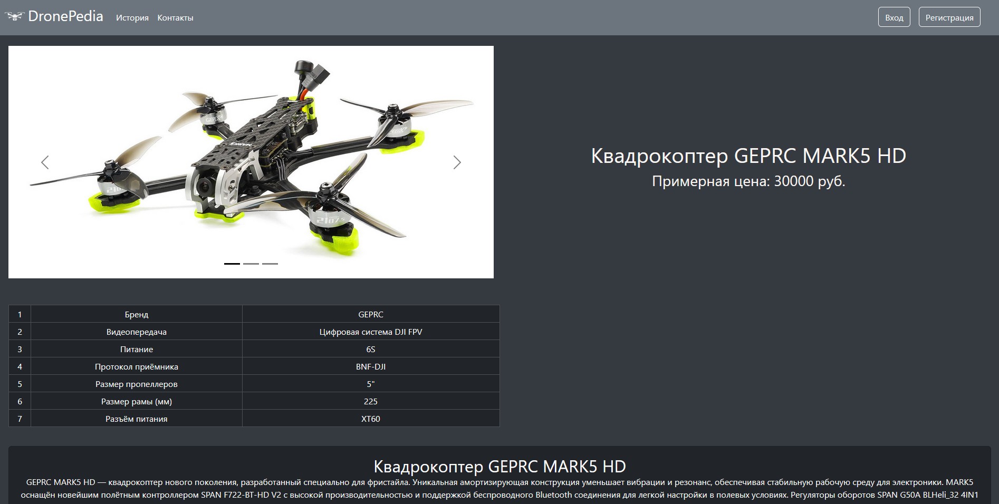 DronePedia
История
Контакты
Вход
Регистрация
GEPRC
MARK5
2107.5
Квадрокоптер GEPRC MARK5 HD
Примерная цена: 30000 руб.
1 Бренд GEPRC
2 Видеопередача Цифровая система DJI FPV
3 Питание 6S
4 Протокол приёмника BNF-DJI
5 Размер пропеллеров 5"
6 Размер рамы (мм) 225
7 Разъём питания XT60
Квадрокоптер GEPRC MARK5 HD
GEPRC MARK5 HD — квадрокоптер нового поколения, разработанный специально для фристайла. Уникальная амортизирующая конструкция уменьшает вибрации и резонанс, обеспечивая стабильную рабочую среду для электроники. MARK5
оснащён новейшим полётным контроллером SPAN F722-BT-HD V2 с высокой производительностью и поддержкой беспроводного Bluetooth соединения для легкой настройки в полевых условиях. Регуляторы оборотов SPAN G50A BLHeli_32 4IN1